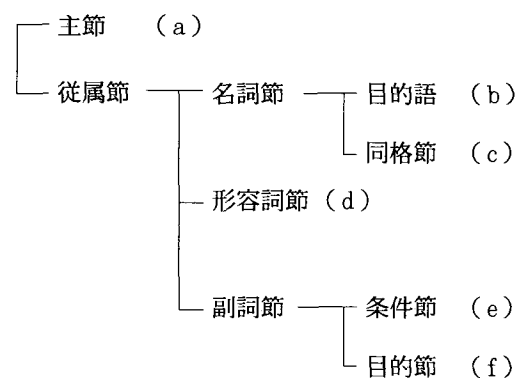 主節 （a）
従属節 名詞節 目的語 （b）
同格節 （c）
形容詞節（d）
副詞節 条件節 （e）
目的節 （f）